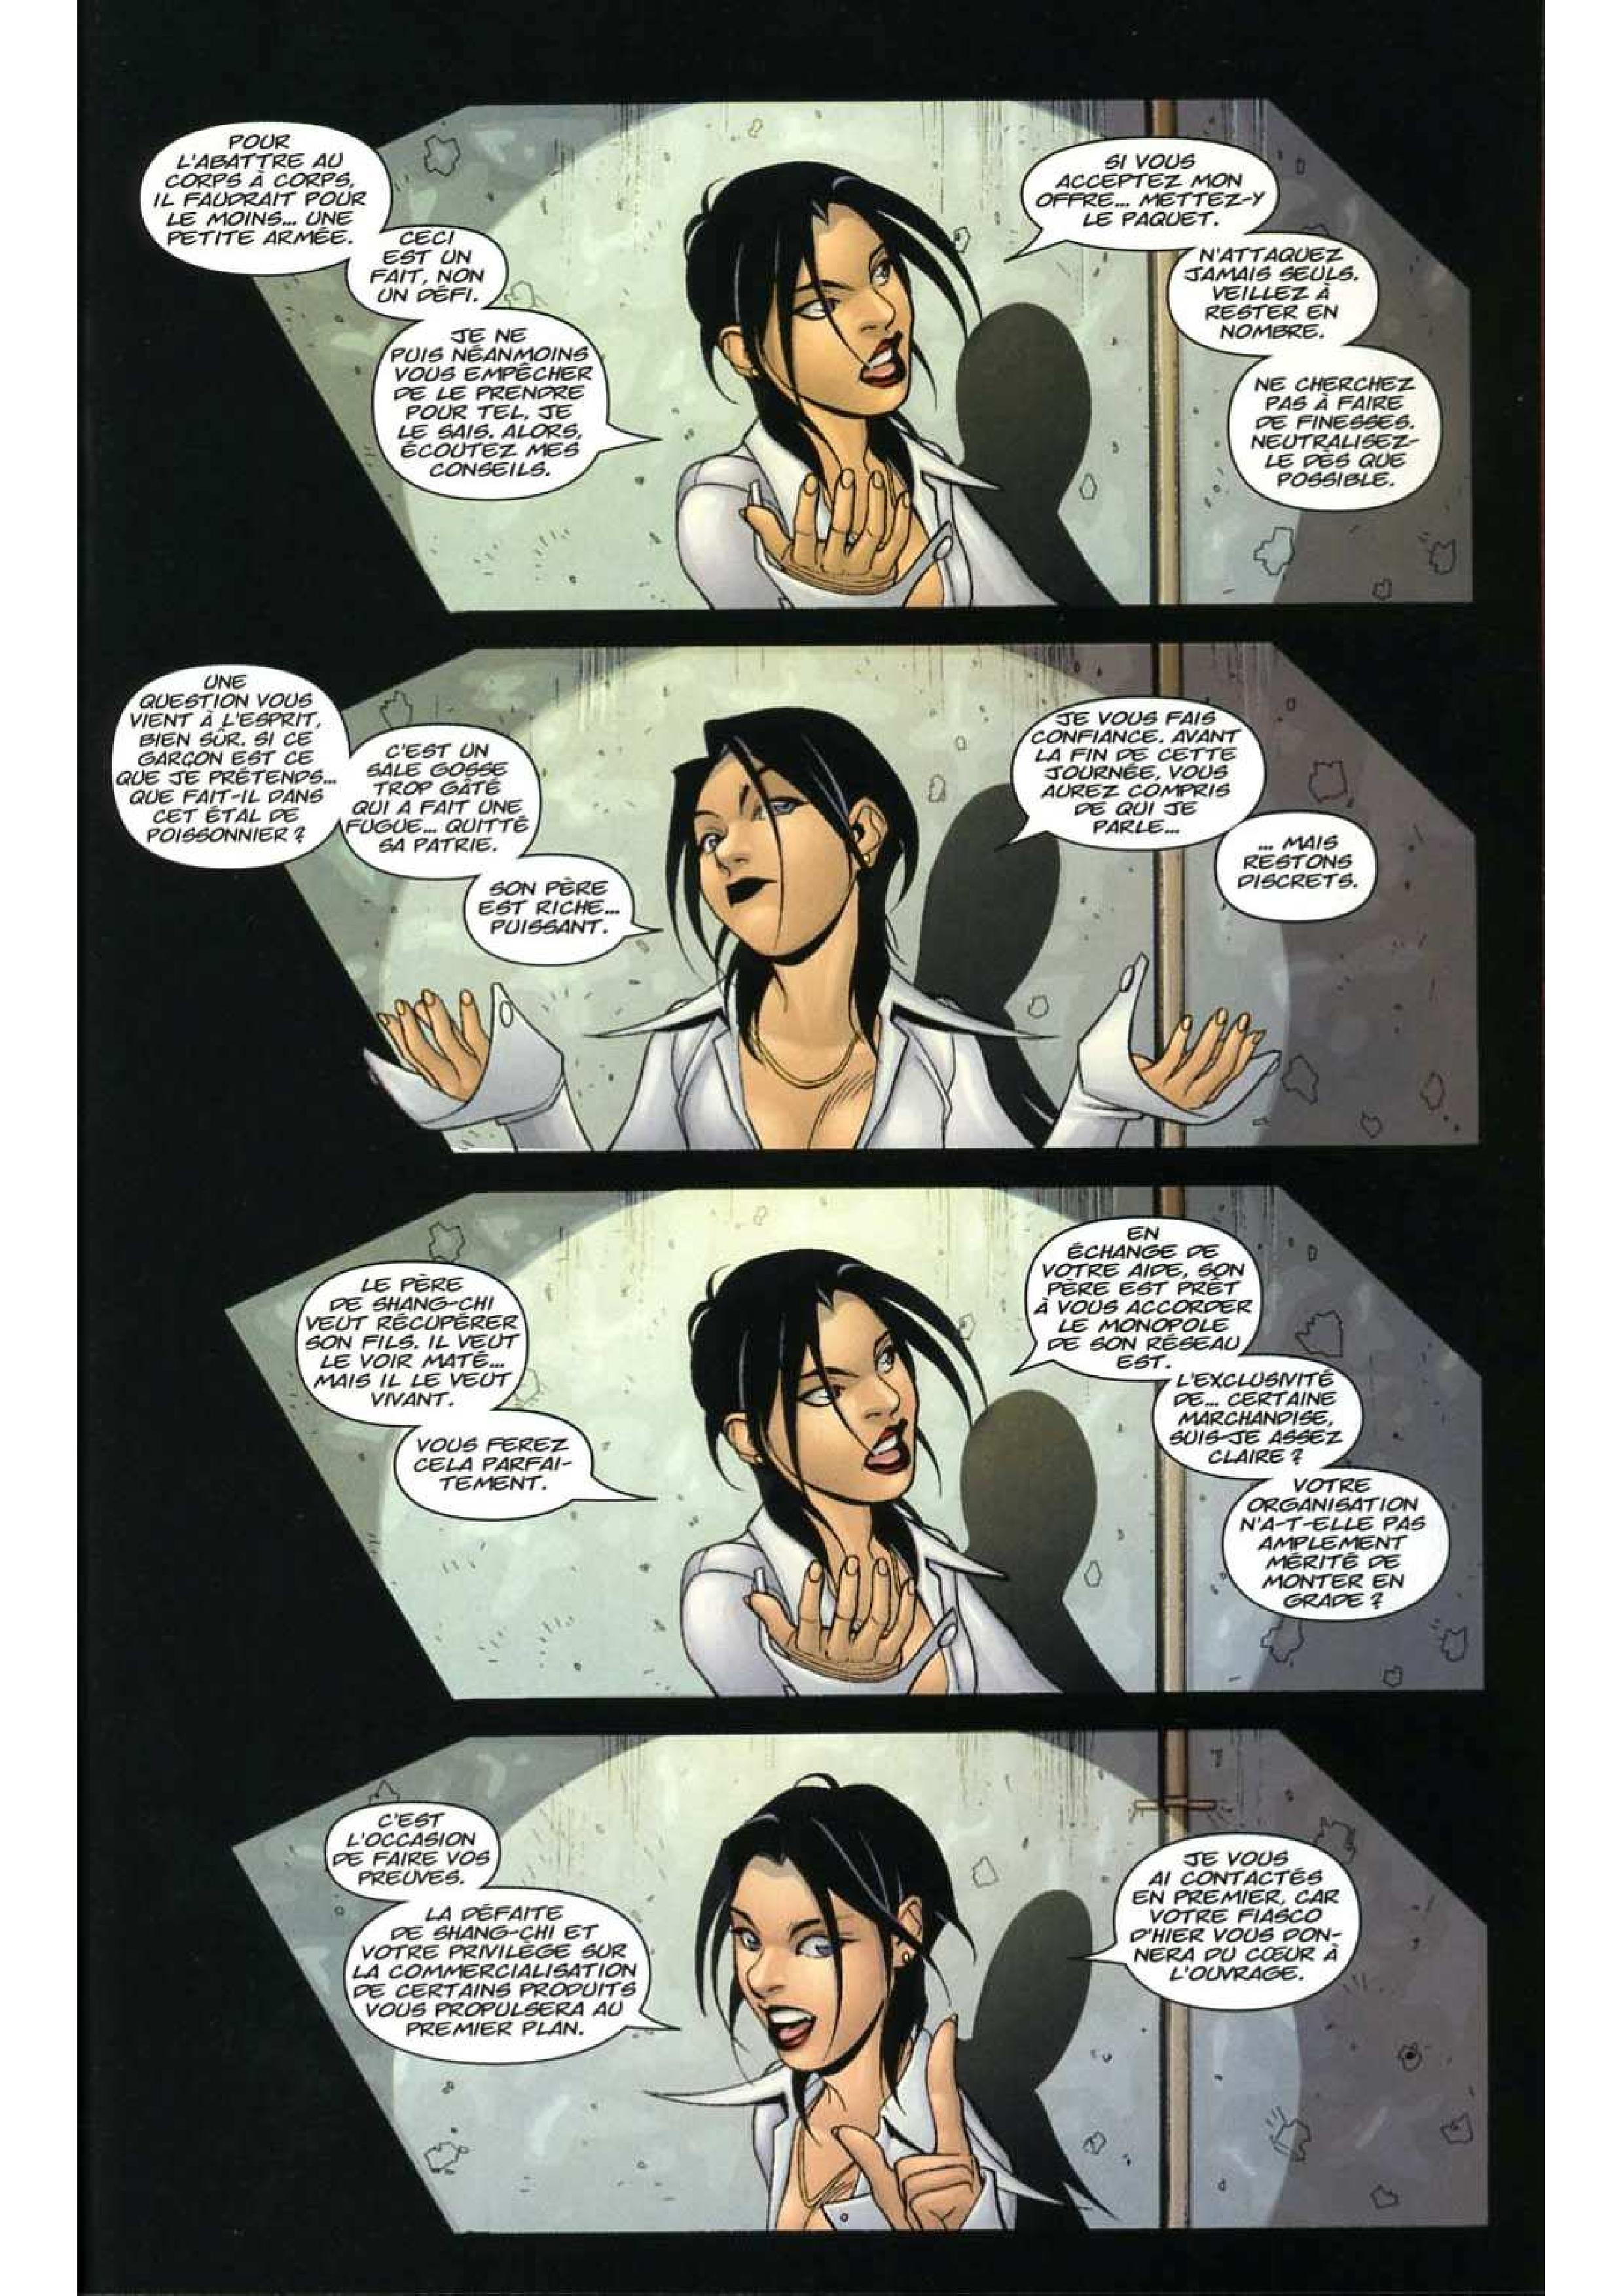 POUR
L'ABATTRE AU
CORPS À CORPS,
IL FAUDRAIT POUR
LE MOINS... UNE
PETITE ARMÉE.
CECI
EST UN
FAIT, NON
UN DÉFI.
JE NE
PUIS NÉANMOINS
VOUS EMPÊCHER
DE LE PRENDRE
POUR TEL, JE
LE SAIS. ALORS,
ÉCOUTEZ MES
CONSEILS.
SI VOUS
ACCEPTEZ MON
OFFRE... METTEZ-Y
LE PAQUET.
N'ATTAQUEZ
JAMAIS SEULS.
VEILLEZ À
RESTER EN
NOMBRE.
NE CHERCHEZ
PAS À FAIRE
DE FINESSES.
NEUTRALISEZ-
LE DÈS QUE
POSSIBLE.
UNE
QUESTION VOUS
VIENT À L'ESPRIT,
BIEN SÛR. SI CE
GARÇON EST CE
QUE JE PRÉTENDS...
QUE FAIT-IL DANS
CET ÉTAL DE
POISSONNIER ?
C'EST UN
SALE GOSSE
TROP GÂTÉ
QUI A FAIT UNE
FUGUE... QUITTÉ
SA PATRIE.
SON PÈRE
EST RICHE...
PUISSANT.
JE VOUS FAIS
CONFIANCE. AVANT
LA FIN DE CETTE
JOURNÉE, VOUS
AUREZ COMPRIS
DE QUI JE
PARLE...
... MAIS
RESTONS
DISCRETS.
LE PÈRE
DE SHANG-CHI
VEUT RÉCUPÉRER
SON FILS. IL VEUT
LE VOIR MATÉ...
MAIS IL LE VEUT
VIVANT.
VOUS FEREZ
CELA PARFAI-
TEMENT.
EN
ÉCHANGE DE
VOTRE AIDE, SON
PÈRE EST PRÊT
À VOUS ACCORDER
LE MONOPOLE
DE SON RÉSEAU
EST.
L'EXCLUSIVITÉ
DE... CERTAINE
MARCHANDISE,
SUIS-JE ASSEZ
CLAIRE ?
VOTRE
ORGANISATION
N'A-T-ELLE PAS
AMPLEMENT
MÉRITÉ DE
MONTER EN
GRADE ?
C'EST
L'OCCASION
DE FAIRE VOS
PREUVES.
LA DÉFAITE
DE SHANG-CHI ET
VOTRE PRIVILÈGE SUR
LA COMMERCIALISATION
DE CERTAINS PRODUITS
VOUS PROPULSERA AU
PREMIER PLAN.
JE VOUS
AI CONTACTÉS
EN PREMIER, CAR
VOTRE FIASCO
D'HIER VOUS DON-
NERA DU CŒUR À
L'OUVRAGE.